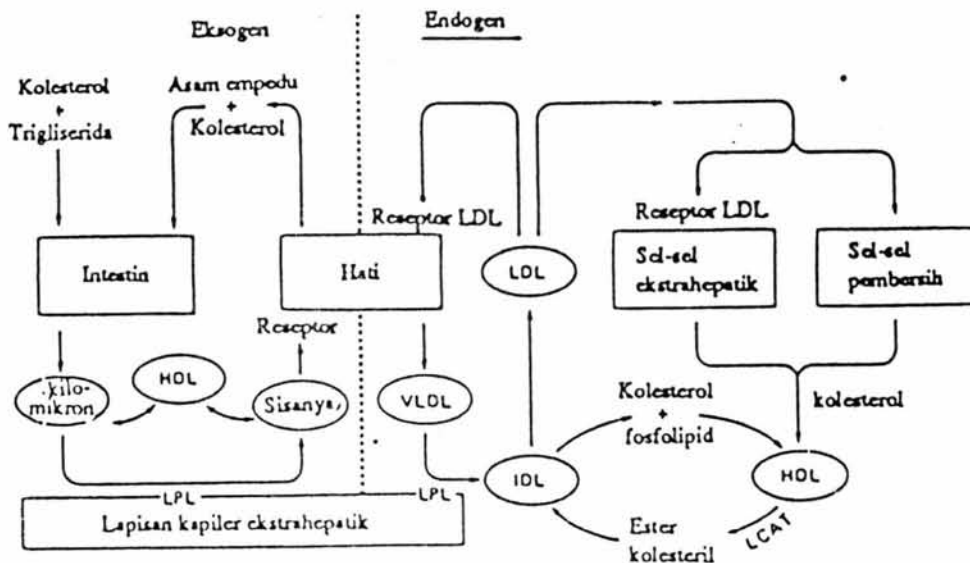 Eksogen
Endogen
Kolesterol
+
Trigliserida
Asam empedu
+
Kolesterol
Reseptor LDL
Reseptor LDL
Intestin
Hati
LDL
Sel-sel
ekstrahepatik
Sel-sel
pembersih
Reseptor
kilo-
mikron
HDL
Sisanya
VLDL
Kolesterol
+
fosfolipid
kolesterol
IDL
HDL
LPL
LPL
Lapisan kapiler ekstrahepatik
Ester
kolesteril
LCAT